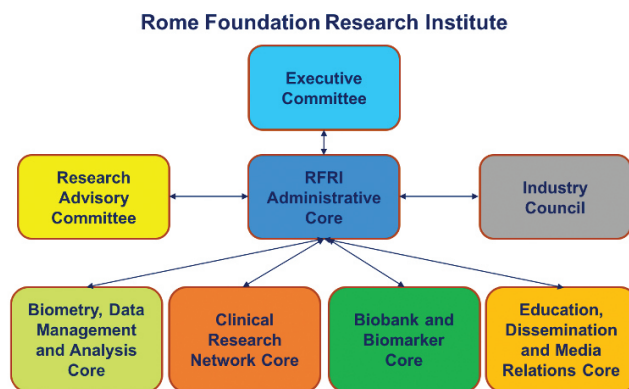 Rome Foundation Research Institute
Executive
Committee
Research
Advisory
Committee
RFRI
Administrative
Core
Industry
Council
Biometry, Data
Management
and Analysis
Core
Clinical
Research
Network Core
Biobank and
Biomarker
Core
Education,
Dissemination
and Media
Relations Core